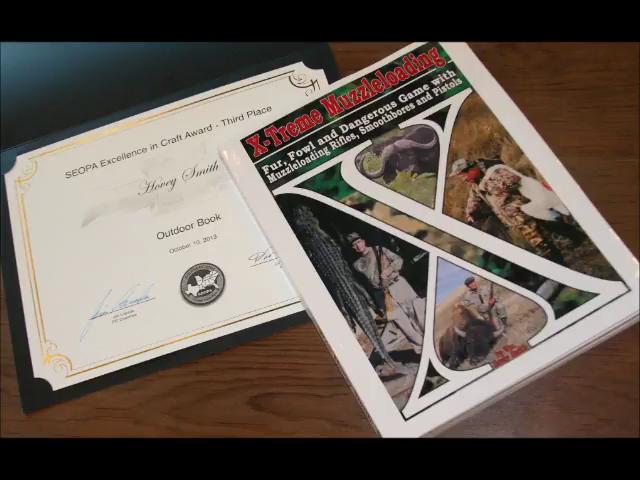 SEOPA Excellence in Craft Award - Third Place
Hovey Smith
Outdoor Book
October 10, 2013
X-Treme Muzzleloading
Fur, Fowl and Dangerous Game with
Muzzleloading Rifles, Smoothbores and Pistols